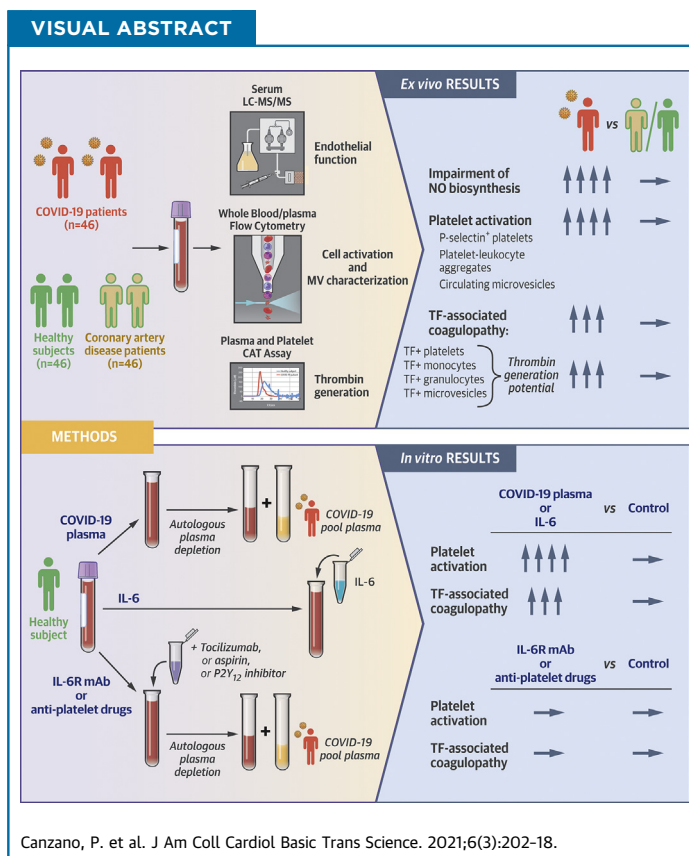 VISUAL ABSTRACT
COVID-19 patients
(n=46)
Healthy
subjects
(n=46)
Coronary artery
disease patients
(n=46)
Serum
LC-MS/MS
Endothelial
function
Whole Blood/plasma
Flow Cytometry
Cell activation
and
MV characterization
Plasma and Platelet
CAT Assay
Thrombin
generation
Ex vivo RESULTS
vs
Impairment of
NO biosynthesis
Platelet activation
P-selectin⁺ platelets
Platelet-leukocyte
aggregates
Circulating microvesicles
TF-associated
coagulopathy:
TF+ platelets
TF+ monocytes
TF+ granulocytes
TF+ microvesicles
Thrombin
generation
potential
METHODS
Healthy
subject
COVID-19
plasma
Autologous
plasma
depletion
+
COVID-19
pool plasma
IL-6
IL-6
IL-6R mAb
or
anti-platelet drugs
+ Tocilizumab,
or aspirin,
or P2Y₁₂ inhibitor
Autologous
plasma
depletion
+
COVID-19
pool plasma
In vitro RESULTS
COVID-19 plasma
or
IL-6
vs Control
Platelet
activation
TF-associated
coagulopathy
IL-6R mAb
or
anti-platelet drugs
vs Control
Platelet
activation
TF-associated
coagulopathy
Canzano, P. et al. J Am Coll Cardiol Basic Trans Science. 2021;6(3):202-18.